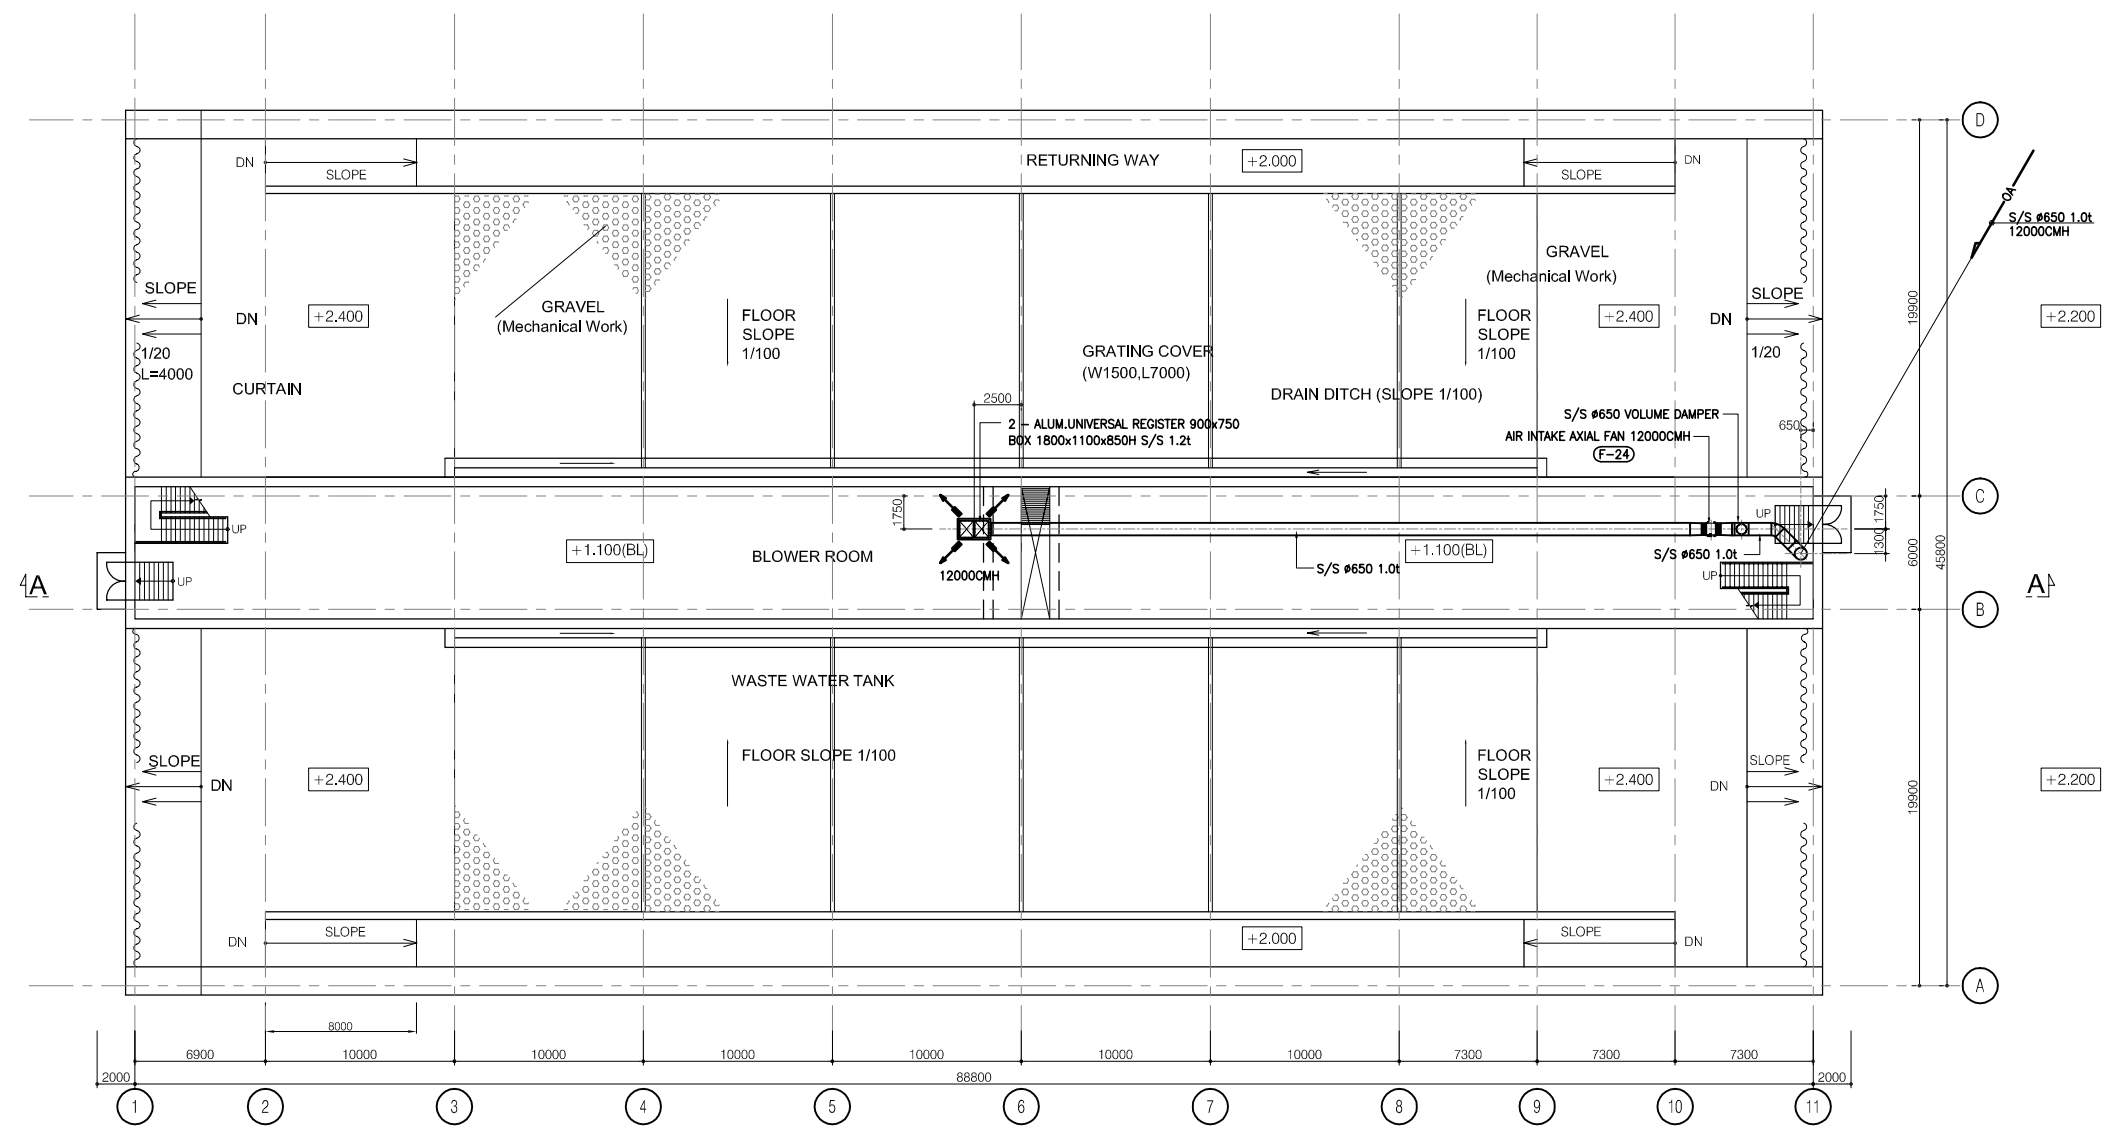 D
DN
SLOPE
RETURNING WAY
+2.000
DN
SLOPE
OA
S/S ø650 1.0t
12000CMH
SLOPE
DN
1/20
L=4000
+2.400
CURTAIN
GRAVEL
(Mechanical Work)
FLOOR
SLOPE
1/100
GRATING COVER
(W1500,L7000)
DRAIN DITCH (SLOPE 1/100)
FLOOR
SLOPE
1/100
GRAVEL
(Mechanical Work)
+2.400
SLOPE
DN
1/20
19900
+2.200
2500
2 - ALUM.UNIVERSAL REGISTER 900x750
BOX 1800x1100x850H S/S 1.2t
S/S ø650 VOLUME DAMPER
AIR INTAKE AXIAL FAN 12000CMH
F-24
650
C
UP
1750
UP
1750
1300
+1.100(BL)
BLOWER ROOM
12000CMH
S/S ø650 1.0t
+1.100(BL)
S/S ø650 1.0t
6000
45800
4
A
UP
UP
A
4
B
WASTE WATER TANK
SLOPE
DN
+2.400
FLOOR SLOPE 1/100
FLOOR
SLOPE
1/100
+2.400
SLOPE
DN
19900
+2.200
DN
SLOPE
+2.000
SLOPE
DN
A
8000
6900
10000
10000
10000
10000
10000
10000
7300
7300
7300
2000
88800
2000
1
2
3
4
5
6
7
8
9
10
11